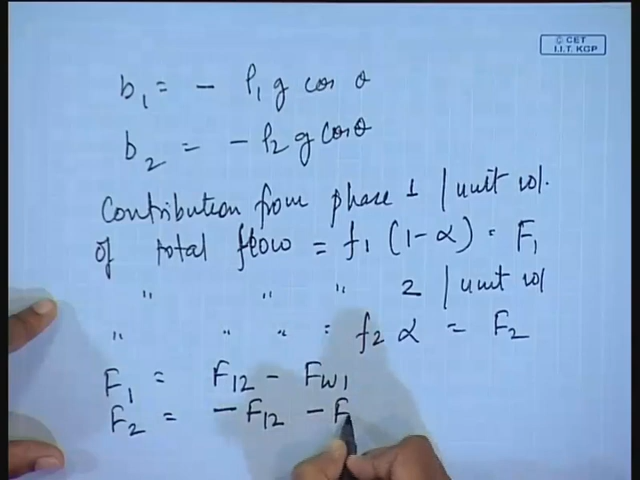 © CET
I.I.T. KGP
b₁ = - ρ₁ g cos θ
b₂ = - ρ₂ g cos θ
Contribution from phase 1 / unit vol.
of total flow = f₁ (1-α) = F₁
" " " 2 / unit vol
" " " = f₂ α = F₂
F₁ = F₁₂ - F_W1
F₂ = - F₁₂ - F